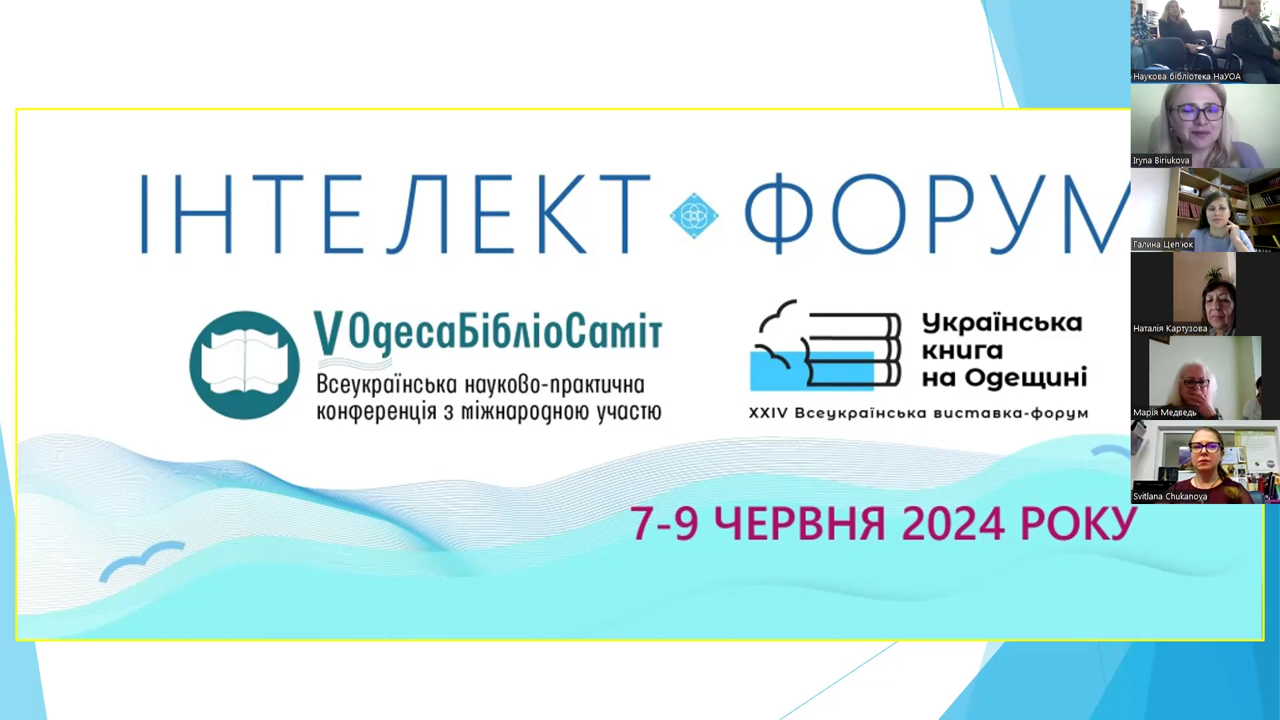 ІНТЕЛЕКТ ФОРУМ
V ОдесаБібліоСаміт
Всеукраїнська науково-практична
конференція з міжнародною участю
Українська
книга
на Одещині
XXIV Всеукраїнська виставка-форум
7-9 ЧЕРВНЯ 2024 РОКУ
Наукова бібліотека НаУОА
Iryna Biriukova
Галина Цеп'юк
Наталія Картузова
Марія Медведь
Svitlana Chukanova